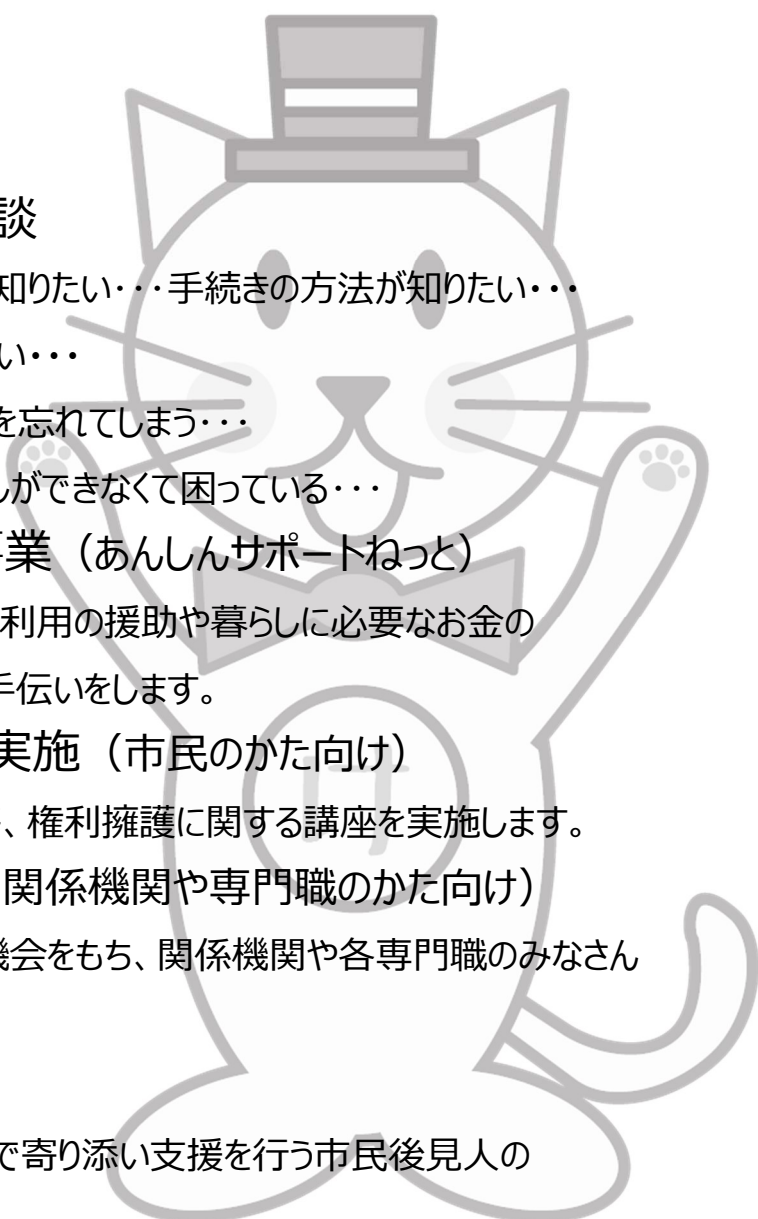 談
知りたい・・・手続きの方法が知りたい・・・
い・・・
を忘れてしまう・・・
しができなくて困っている・・・
業（あんしんサポートねっと）
利用の援助や暮らしに必要なお金の
手伝いをします。
実施（市民のかた向け）
、権利擁護に関する講座を実施します。
関係機関や専門職のかた向け）
機会をもち、関係機関や各専門職のみなさん
で寄り添い支援を行う市民後見人の